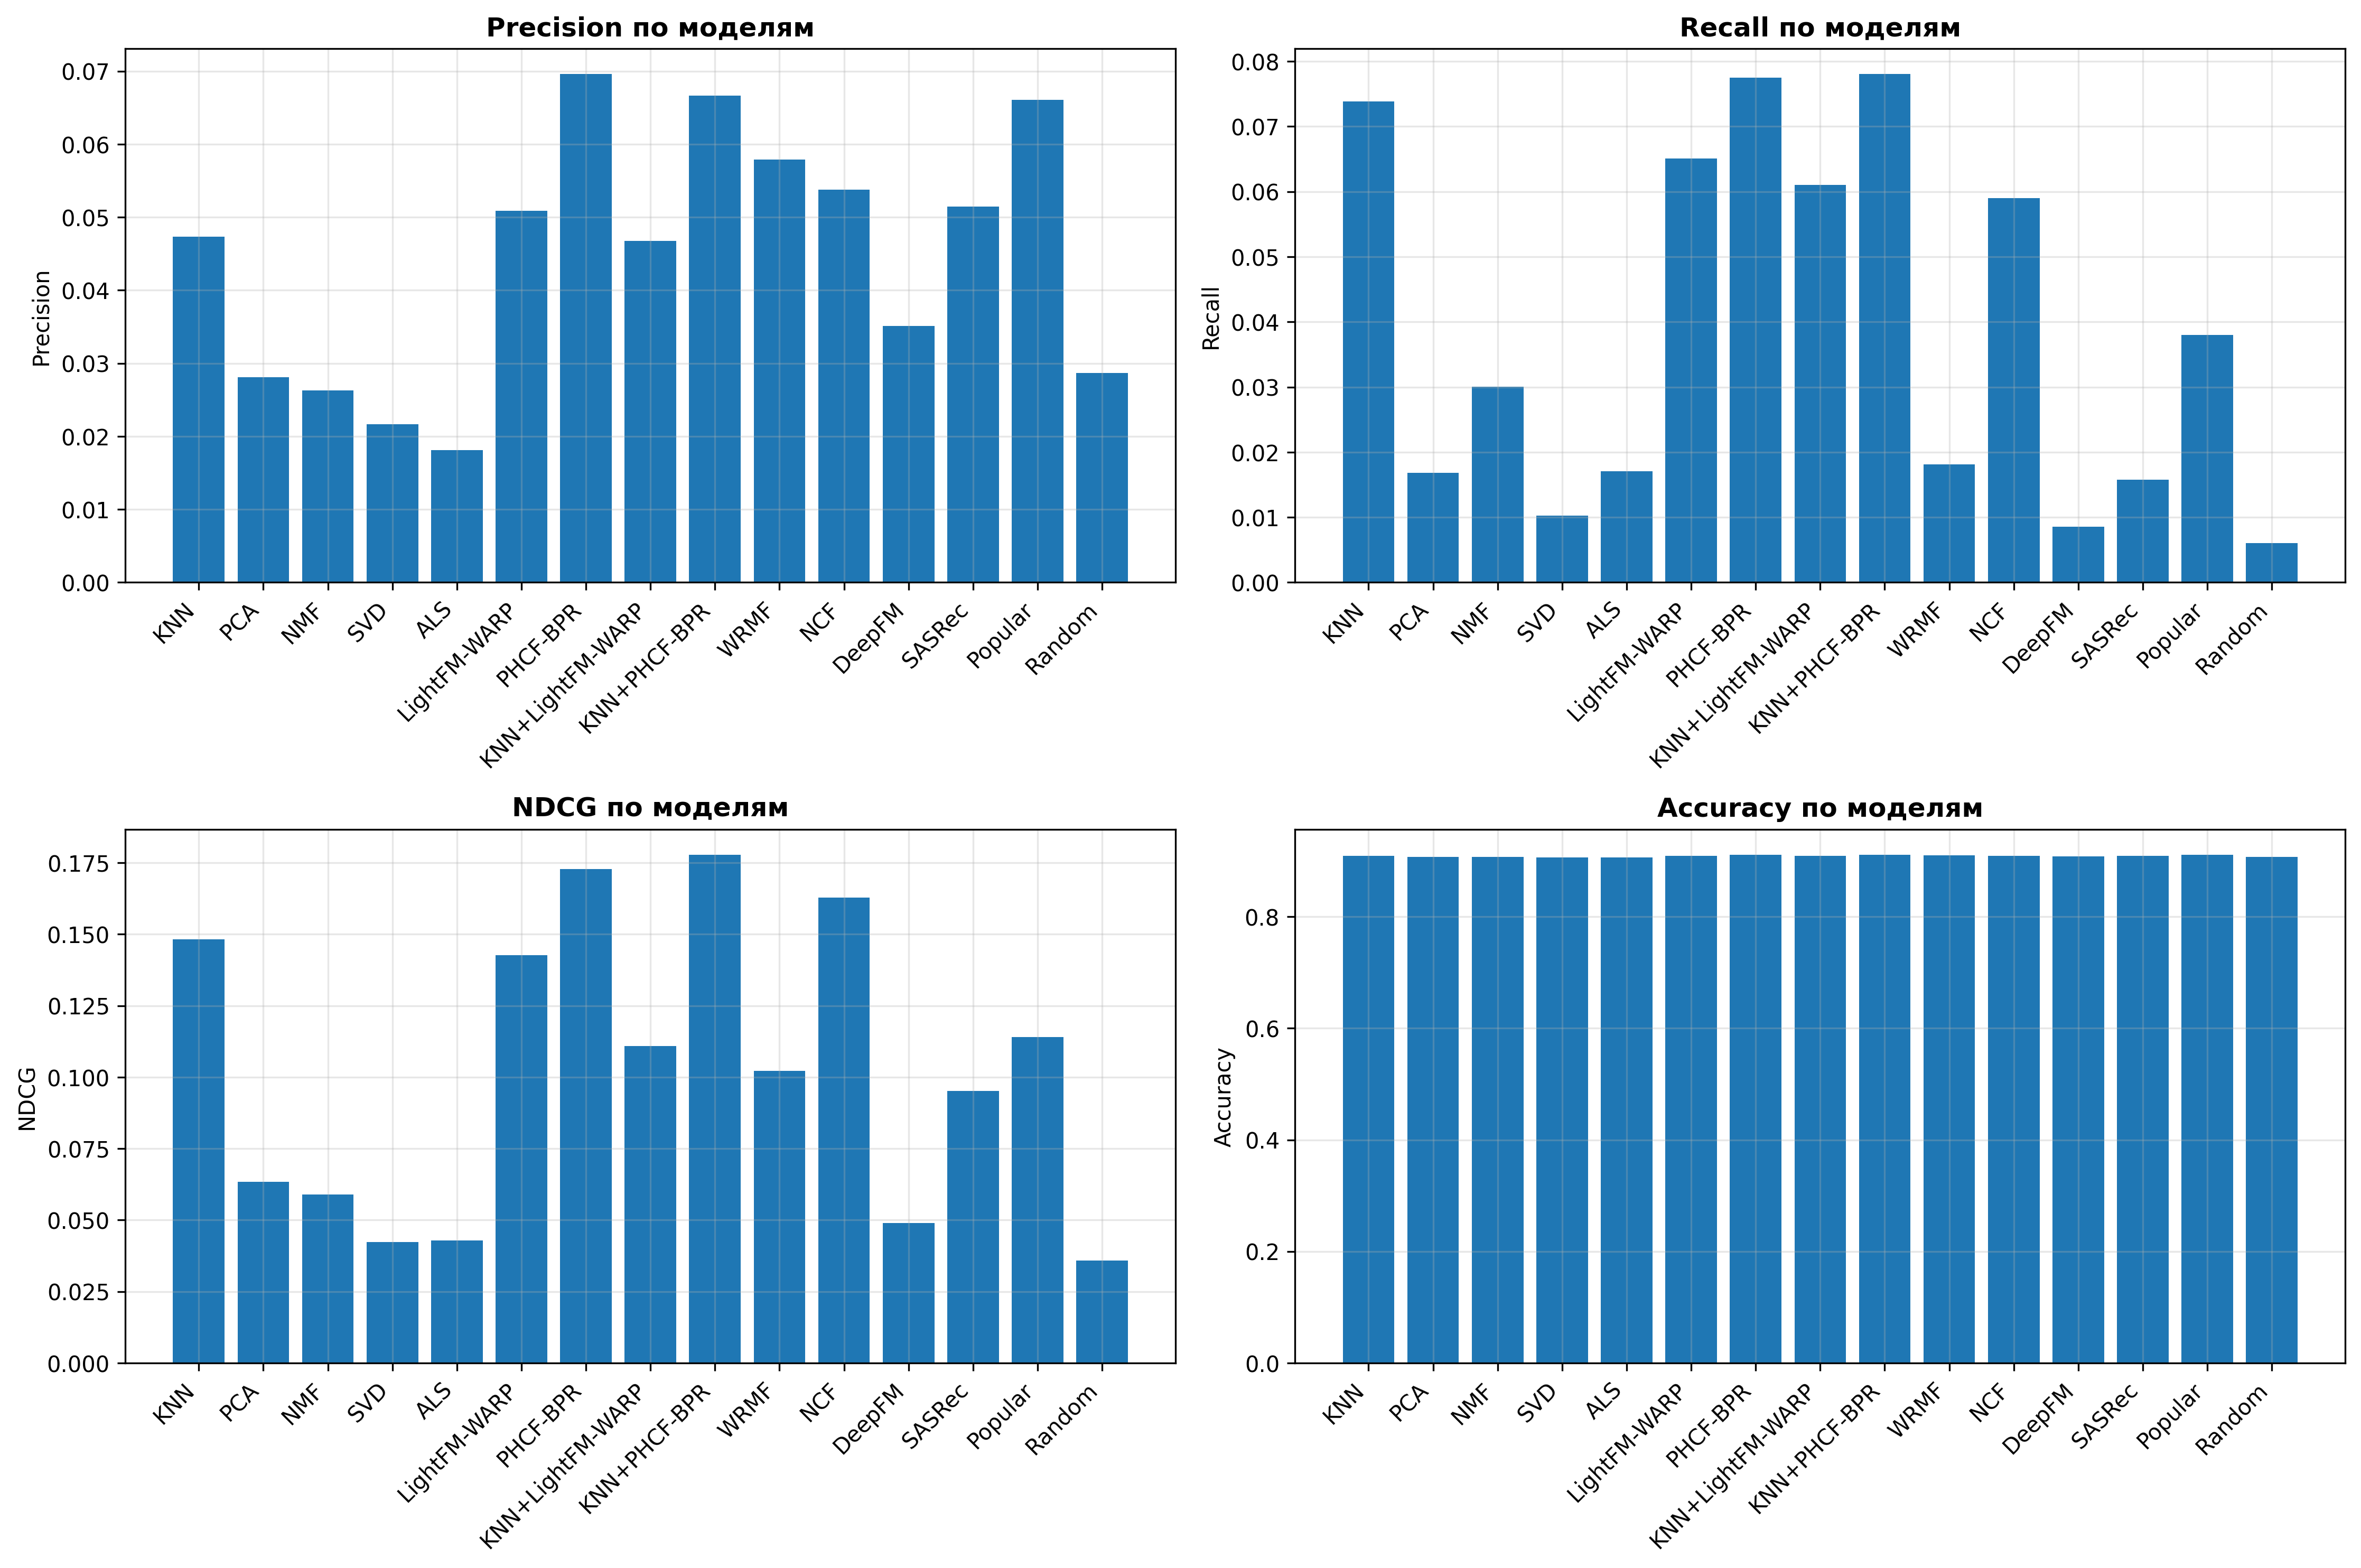 Precision по моделям
Precision
0.07
0.06
0.05
0.04
0.03
0.02
0.01
0.00
KNN
PCA
NMF
SVD
ALS
LightFM-WARP
PHCF-BPR
KNN+LightFM-WARP
KNN+PHCF-BPR
WRMF
NCF
DeepFM
SASRec
Popular
Random
Recall по моделям
Recall
0.08
0.07
0.06
0.05
0.04
0.03
0.02
0.01
0.00
KNN
PCA
NMF
SVD
ALS
LightFM-WARP
PHCF-BPR
KNN+LightFM-WARP
KNN+PHCF-BPR
WRMF
NCF
DeepFM
SASRec
Popular
Random
NDCG по моделям
NDCG
0.175
0.150
0.125
0.100
0.075
0.050
0.025
0.000
KNN
PCA
NMF
SVD
ALS
LightFM-WARP
PHCF-BPR
KNN+LightFM-WARP
KNN+PHCF-BPR
WRMF
NCF
DeepFM
SASRec
Popular
Random
Accuracy по моделям
Accuracy
0.8
0.6
0.4
0.2
0.0
KNN
PCA
NMF
SVD
ALS
LightFM-WARP
PHCF-BPR
KNN+LightFM-WARP
KNN+PHCF-BPR
WRMF
NCF
DeepFM
SASRec
Popular
Random